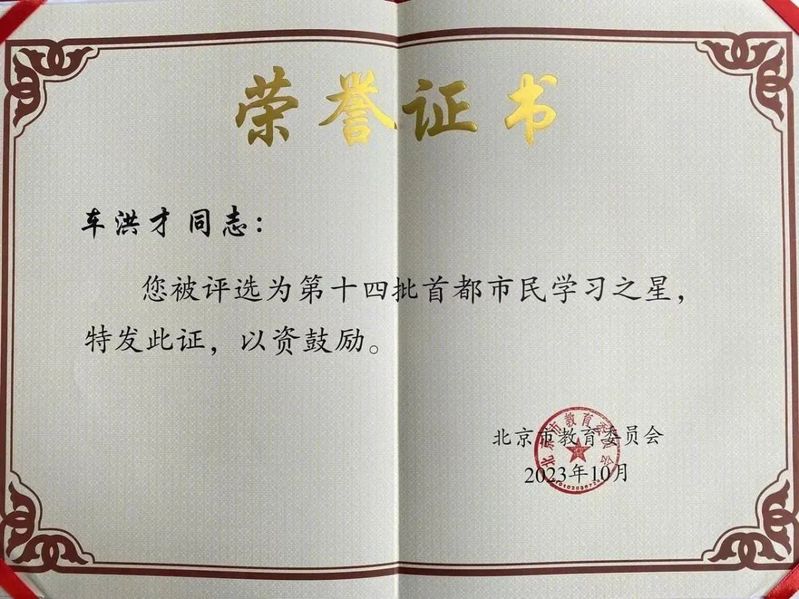 荣誉证书
车洪才 同志：
您被评选为第十四批首都市民学习之星，
特发此证，以资鼓励。
北京市教育委员会
2023年10月